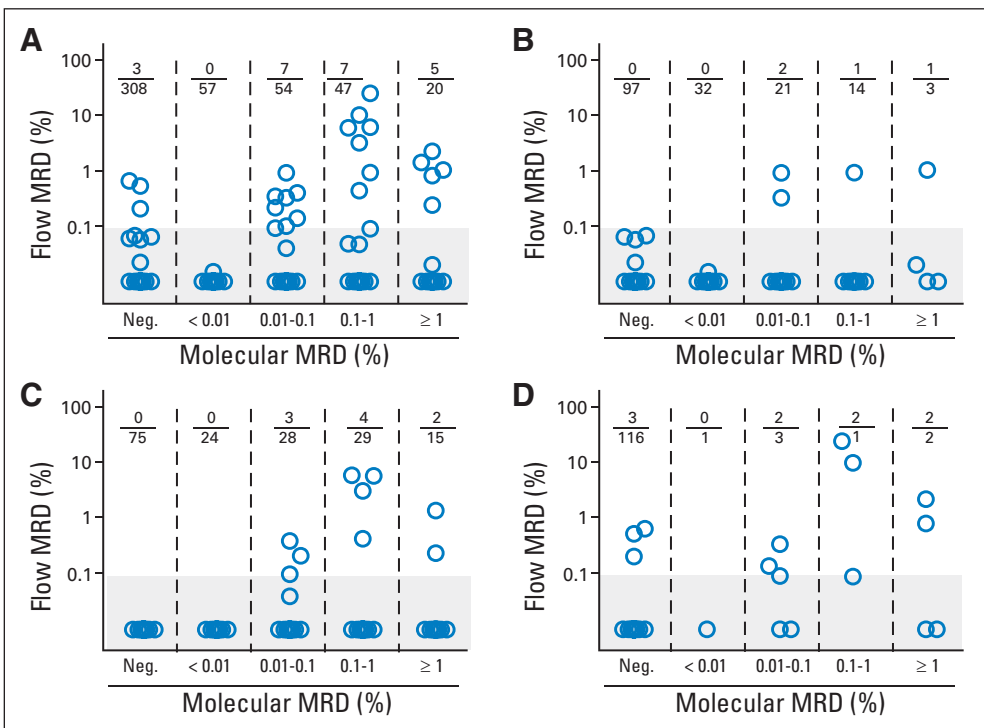 A
Flow MRD (%)
100
10
1
0.1
3 0 7 7 5
308 57 54 47 20
Neg. < 0.01 0.01-0.1 0.1-1 ≥ 1
Molecular MRD (%)
B
Flow MRD (%)
100
10
1
0.1
0 0 2 1 1
97 32 21 14 3
Neg. < 0.01 0.01-0.1 0.1-1 ≥ 1
Molecular MRD (%)
C
Flow MRD (%)
100
10
1
0.1
0 0 3 4 2
75 24 28 29 15
Neg. < 0.01 0.01-0.1 0.1-1 ≥ 1
Molecular MRD (%)
D
Flow MRD (%)
100
10
1
0.1
3 0 2 2 2
116 1 3 1 2
Neg. < 0.01 0.01-0.1 0.1-1 ≥ 1
Molecular MRD (%)